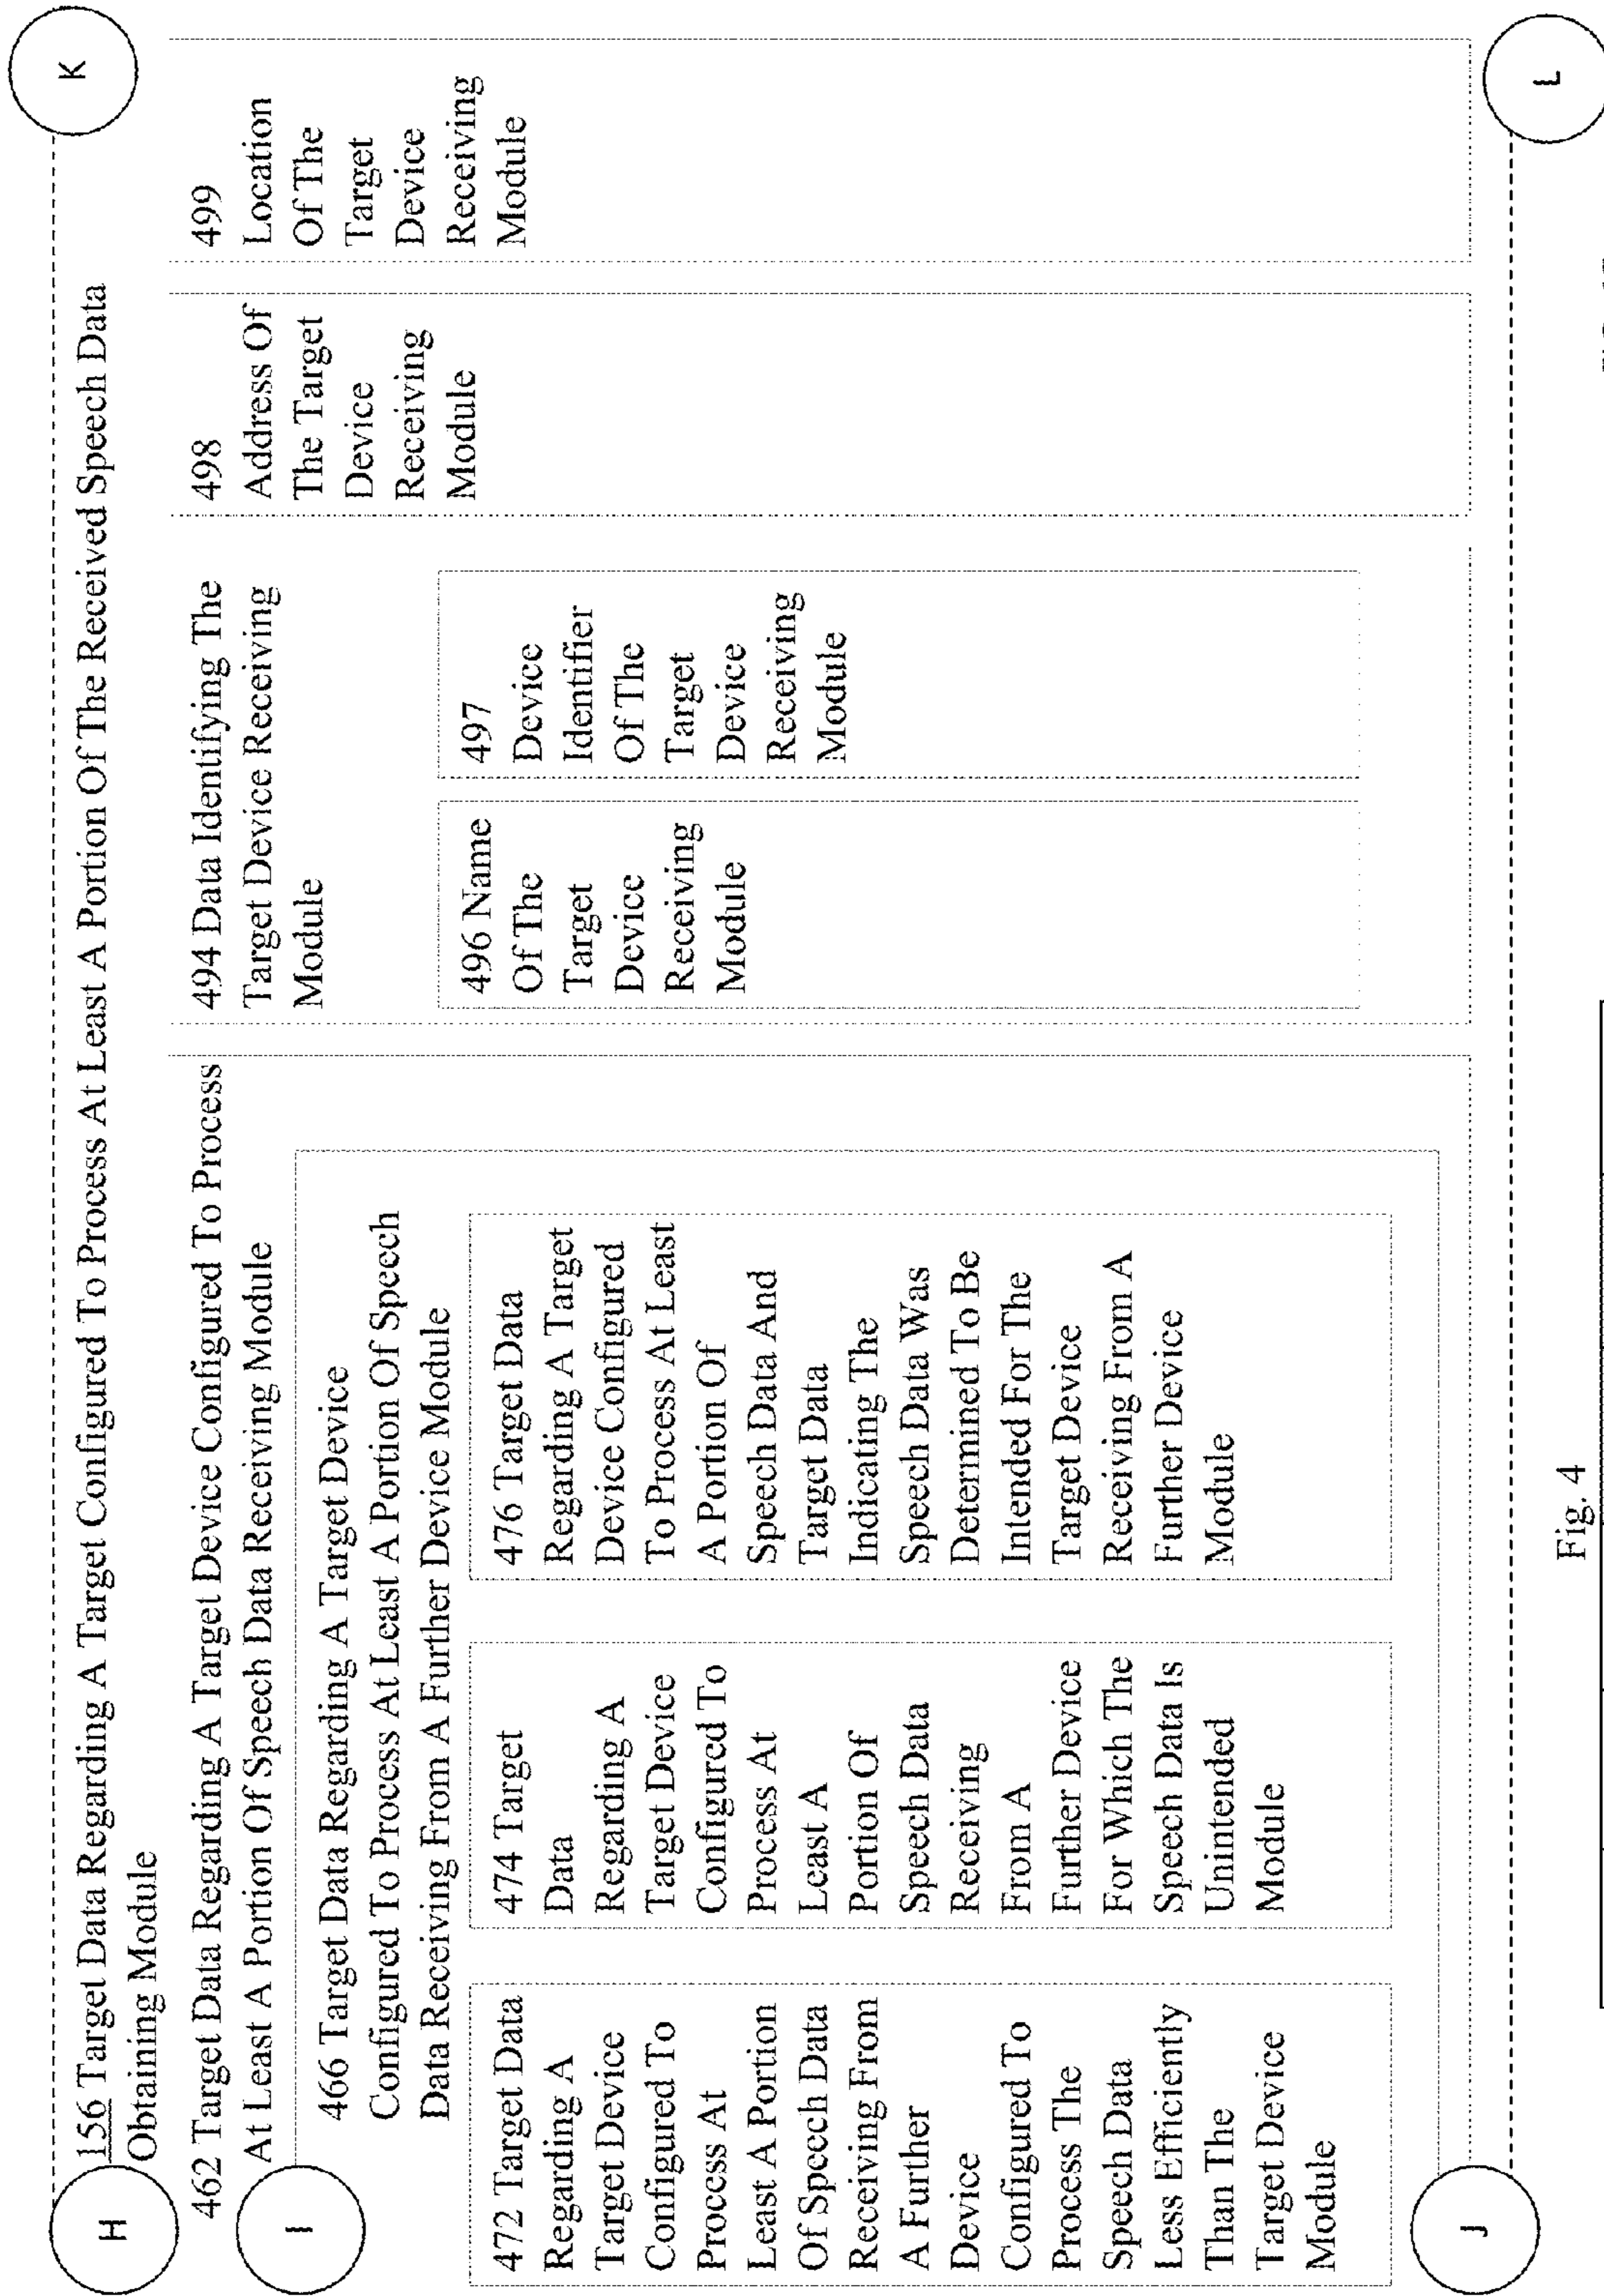 H
K
156 Target Data Regarding A Target Configured To Process At Least A Portion Of The Received Speech Data
Obtaining Module
462 Target Data Regarding A Target Device Configured To Process
At Least A Portion Of Speech Data Receiving Module
I
466 Target Data Regarding A Target Device
Configured To Process At Least A Portion Of Speech
Data Receiving From A Further Device Module
472 Target Data
Regarding A
Target Device
Configured To
Process At
Least A Portion
Of Speech Data
Receiving From
A Further
Device
Configured To
Process The
Speech Data
Less Efficiently
Than The
Target Device
Module
474 Target
Data
Regarding A
Target Device
Configured To
Process At
Least A
Portion Of
Speech Data
Receiving
From A
Further Device
For Which The
Speech Data Is
Unintended
Module
476 Target Data
Regarding A Target
Device Configured
To Process At Least
A Portion Of
Speech Data And
Target Data
Indicating The
Speech Data Was
Determined To Be
Intended For The
Target Device
Receiving From A
Further Device
Module
494 Data Identifying The
Target Device Receiving
Module
496 Name
Of The
Target
Device
Receiving
Module
497
Device
Identifier
Of The
Target
Device
Receiving
Module
498
Address Of
The Target
Device
Receiving
Module
499
Location
Of The
Target
Device
Receiving
Module
J
L
Fig. 4